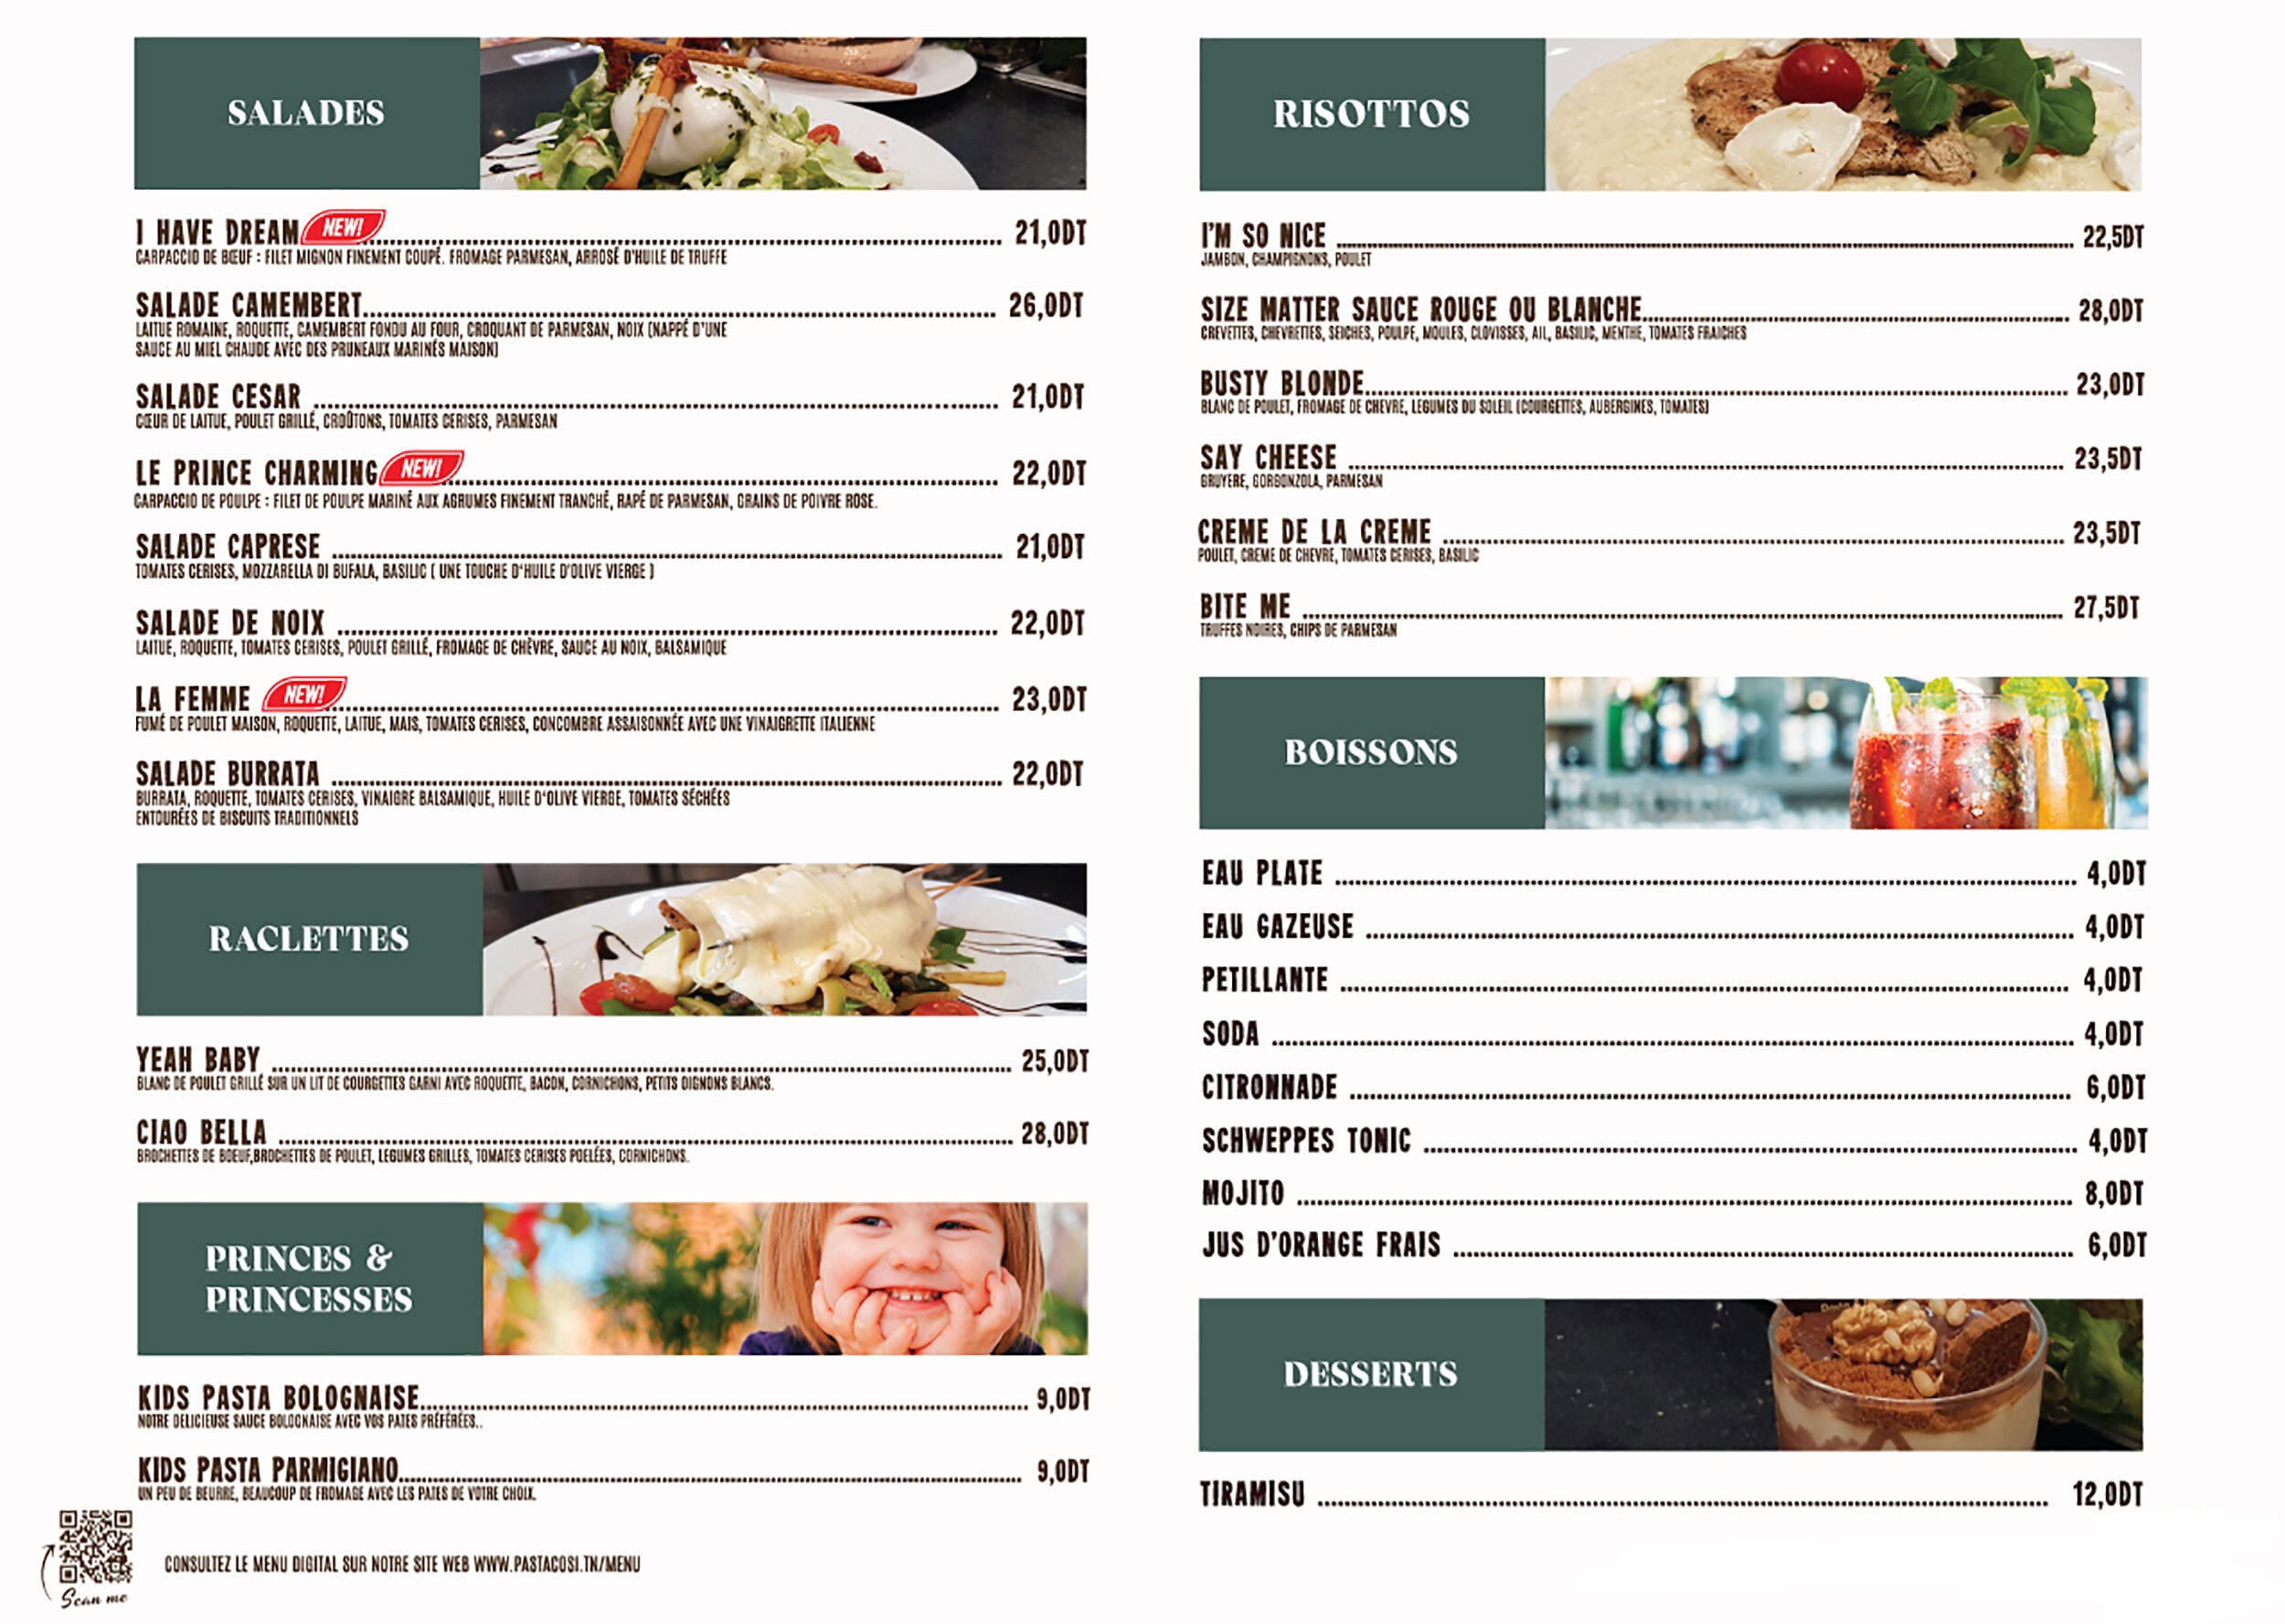 SALADES
I HAVE DREAM NEW! 21,0DT
CARPACCIO DE BŒUF : FILET MIGNON FINEMENT COUPÉ. FROMAGE PARMESAN, ARROSÉ D'HUILE DE TRUFFE
SALADE CAMEMBERT 26,0DT
LAITUE ROMAINE, ROQUETTE, CAMEMBERT FONDU AU FOUR, CROQUANT DE PARMESAN, NOIX (NAPPÉ D'UNE
SAUCE AU MIEL CHAUDE AVEC DES PRUNEAUX MARINÉS MAISON)
SALADE CESAR 21,0DT
CŒUR DE LAITUE, POULET GRILLÉ, CROÛTONS, TOMATES CERISES, PARMESAN
LE PRINCE CHARMING NEW! 22,0DT
CARPACCIO DE POULPE : FILET DE POULPE MARINÉ AUX AGRUMES FINEMENT TRANCHÉ, RAPÉ DE PARMESAN, GRAINS DE POIVRE ROSE.
SALADE CAPRESE 21,0DT
TOMATES CERISES, MOZZARELLA DI BUFALA, BASILIC ( UNE TOUCHE D'HUILE D'OLIVE VIERGE )
SALADE DE NOIX 22,0DT
LAITUE, ROQUETTE, TOMATES CERISES, POULET GRILLÉ, FROMAGE DE CHÈVRE, SAUCE AU NOIX, BALSAMIQUE
LA FEMME NEW! 23,0DT
FUMÉ DE POULET MAISON, ROQUETTE, LAITUE, MAIS, TOMATES CERISES, CONCOMBRE ASSAISONNÉE AVEC UNE VINAIGRETTE ITALIENNE
SALADE BURRATA 22,0DT
BURRATA, ROQUETTE, TOMATES CERISES, VINAIGRE BALSAMIQUE, HUILE D'OLIVE VIERGE, TOMATES SÉCHÉES
ENTOURÉES DE BISCUITS TRADITIONNELS
RACLETTES
YEAH BABY 25,0DT
BLANC DE POULET GRILLÉ SUR UN LIT DE COURGETTES GARNI AVEC ROQUETTE, BACON, CORNICHONS, PETITS OIGNONS BLANCS.
CIAO BELLA 28,0DT
BROCHETTES DE BOEUF,BROCHETTES DE POULET, LEGUMES GRILLES, TOMATES CERISES POELÉES, CORNICHONS.
PRINCES &
PRINCESSES
KIDS PASTA BOLOGNAISE 9,0DT
NOTRE DELICIEUSE SAUCE BOLOGNAISE AVEC VOS PATES PRÉFÉRÉES..
KIDS PASTA PARMIGIANO 9,0DT
UN PEU DE BEURRE, BEAUCOUP DE FROMAGE AVEC LES PATES DE VOTRE CHOIX.
Scan me
CONSULTEZ LE MENU DIGITAL SUR NOTRE SITE WEB WWW.PASTACOSI.TN/MENU
RISOTTOS
I'M SO NICE 22,5DT
JAMBON, CHAMPIGNONS, POULET
SIZE MATTER SAUCE ROUGE OU BLANCHE 28,0DT
CREVETTES, CHEVRETTES, SEICHES, POULPE, MOULES, CLOVISSES, AIL, BASILIC, MENTHE, TOMATES FRAICHES
BUSTY BLONDE 23,0DT
BLANC DE POULET, FROMAGE DE CHEVRE, LEGUMES DU SOLEIL (COURGETTES, AUBERGINES, TOMATES)
SAY CHEESE 23,5DT
GRUYERE, GORGONZOLA, PARMESAN
CREME DE LA CREME 23,5DT
POULET, CREME DE CHEVRE, TOMATES CERISES, BASILIC
BITE ME 27,5DT
TRUFFES NOIRES, CHIPS DE PARMESAN
BOISSONS
EAU PLATE 4,0DT
EAU GAZEUSE 4,0DT
PETILLANTE 4,0DT
SODA 4,0DT
CITRONNADE 6,0DT
SCHWEPPES TONIC 4,0DT
MOJITO 8,0DT
JUS D'ORANGE FRAIS 6,0DT
DESSERTS
TIRAMISU 12,0DT